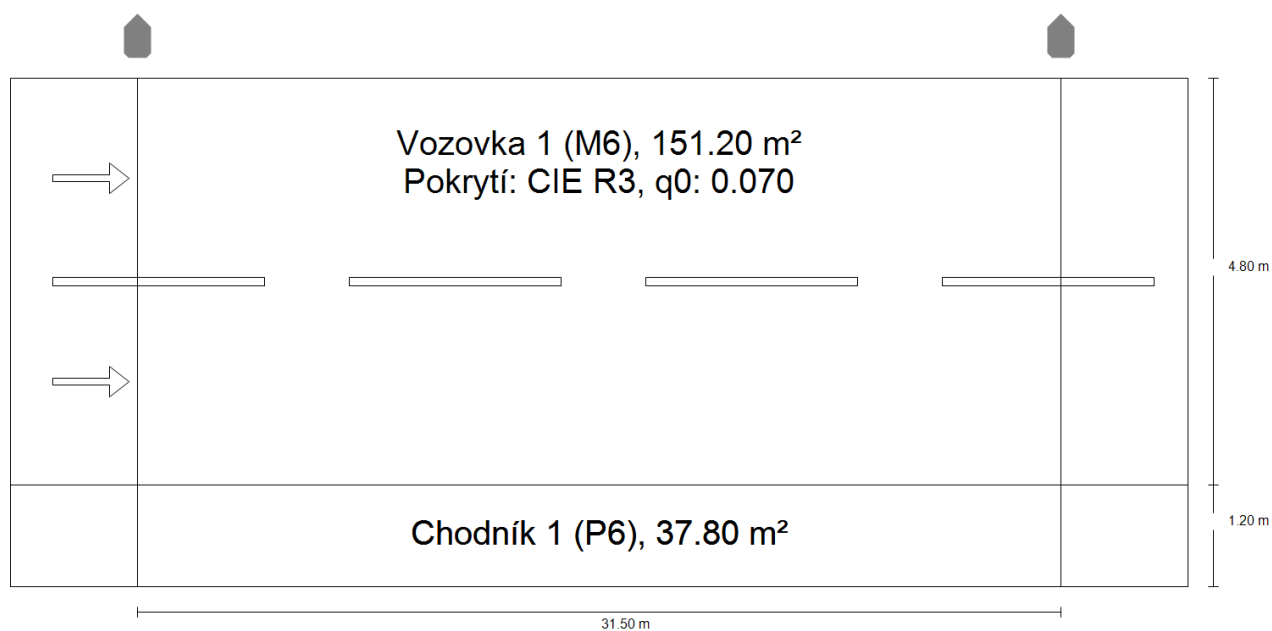 Vozovka 1 (M6), 151.20 m²
Pokrytí: CIE R3, q0: 0.070
4.80 m
Chodník 1 (P6), 37.80 m²
1.20 m
31.50 m